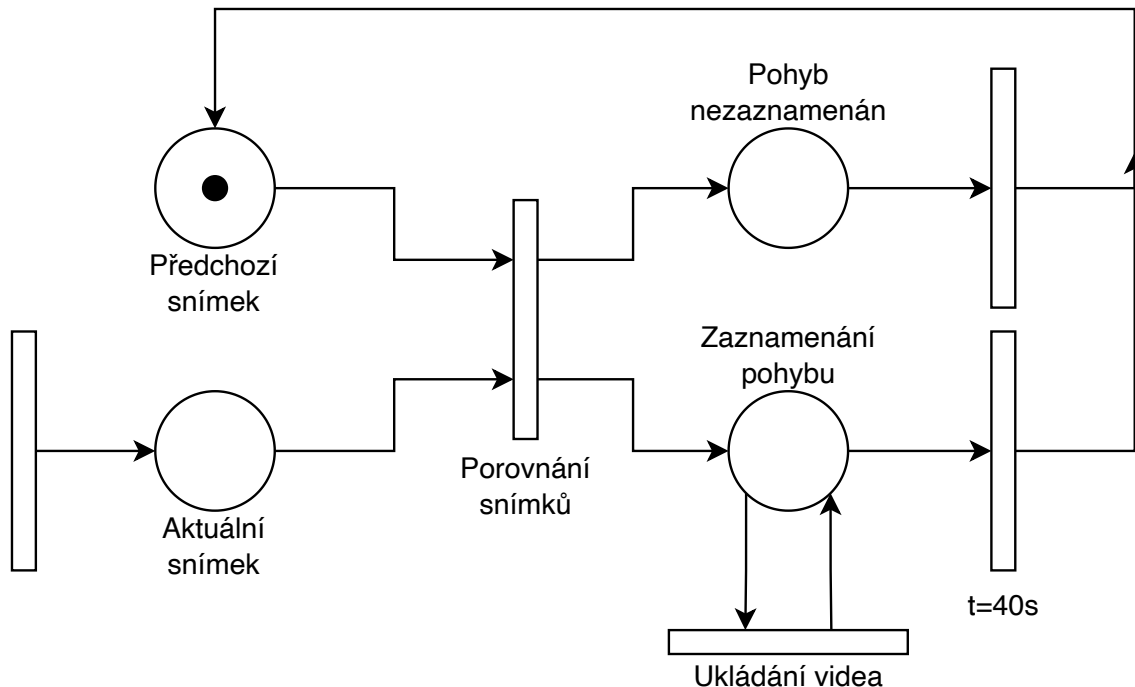 Pohyb
nezaznamenán
Předchozí
snímek
Zaznamenání
pohybu
Porovnání
snímků
Aktuální
snímek
t=40s
Ukládání videa